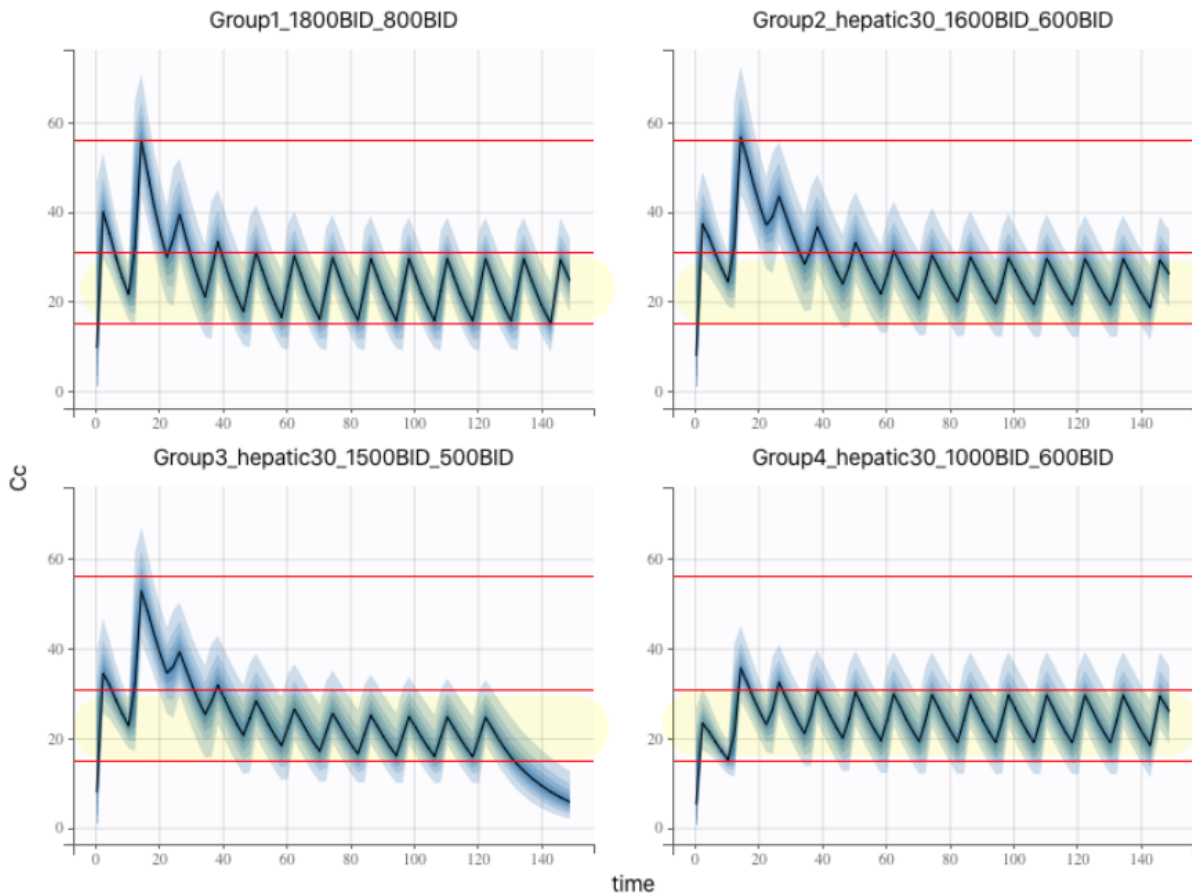 Group1_1800BID_800BID
60
40
20
0
0 20 40 60 80 100 120 140
Group2_hepatic30_1600BID_600BID
60
40
20
0
0 20 40 60 80 100 120 140
Cc
Group3_hepatic30_1500BID_500BID
60
40
20
0
0 20 40 60 80 100 120 140
Group4_hepatic30_1000BID_600BID
60
40
20
0
0 20 40 60 80 100 120 140
time